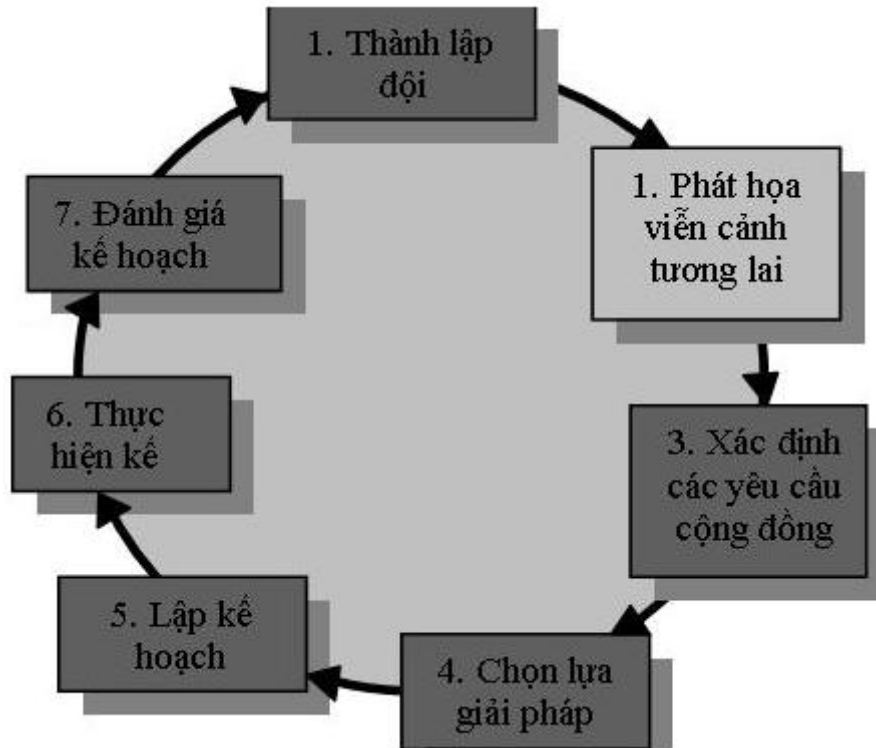 1. Thành lập
đội
1. Phát họa
viễn cảnh
tương lai
3. Xác định
các yêu cầu
cộng đồng
4. Chọn lựa
giải pháp
5. Lập kế
hoạch
6. Thực
hiện kế
7. Đánh giá
kế hoạch